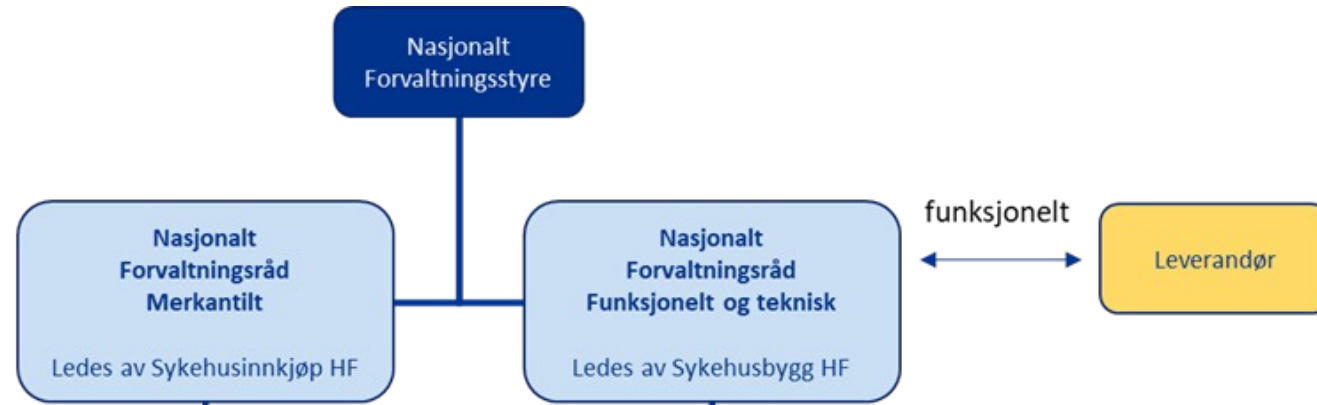 Nasjonalt
Forvaltningsstyre
Nasjonalt
Forvaltningsråd
Merkantilt
Ledes av Sykehusinnkjøp HF
Nasjonalt
Forvaltningsråd
Funksjonelt og teknisk
Ledes av Sykehusbygg HF
funksjonelt
Leverandør